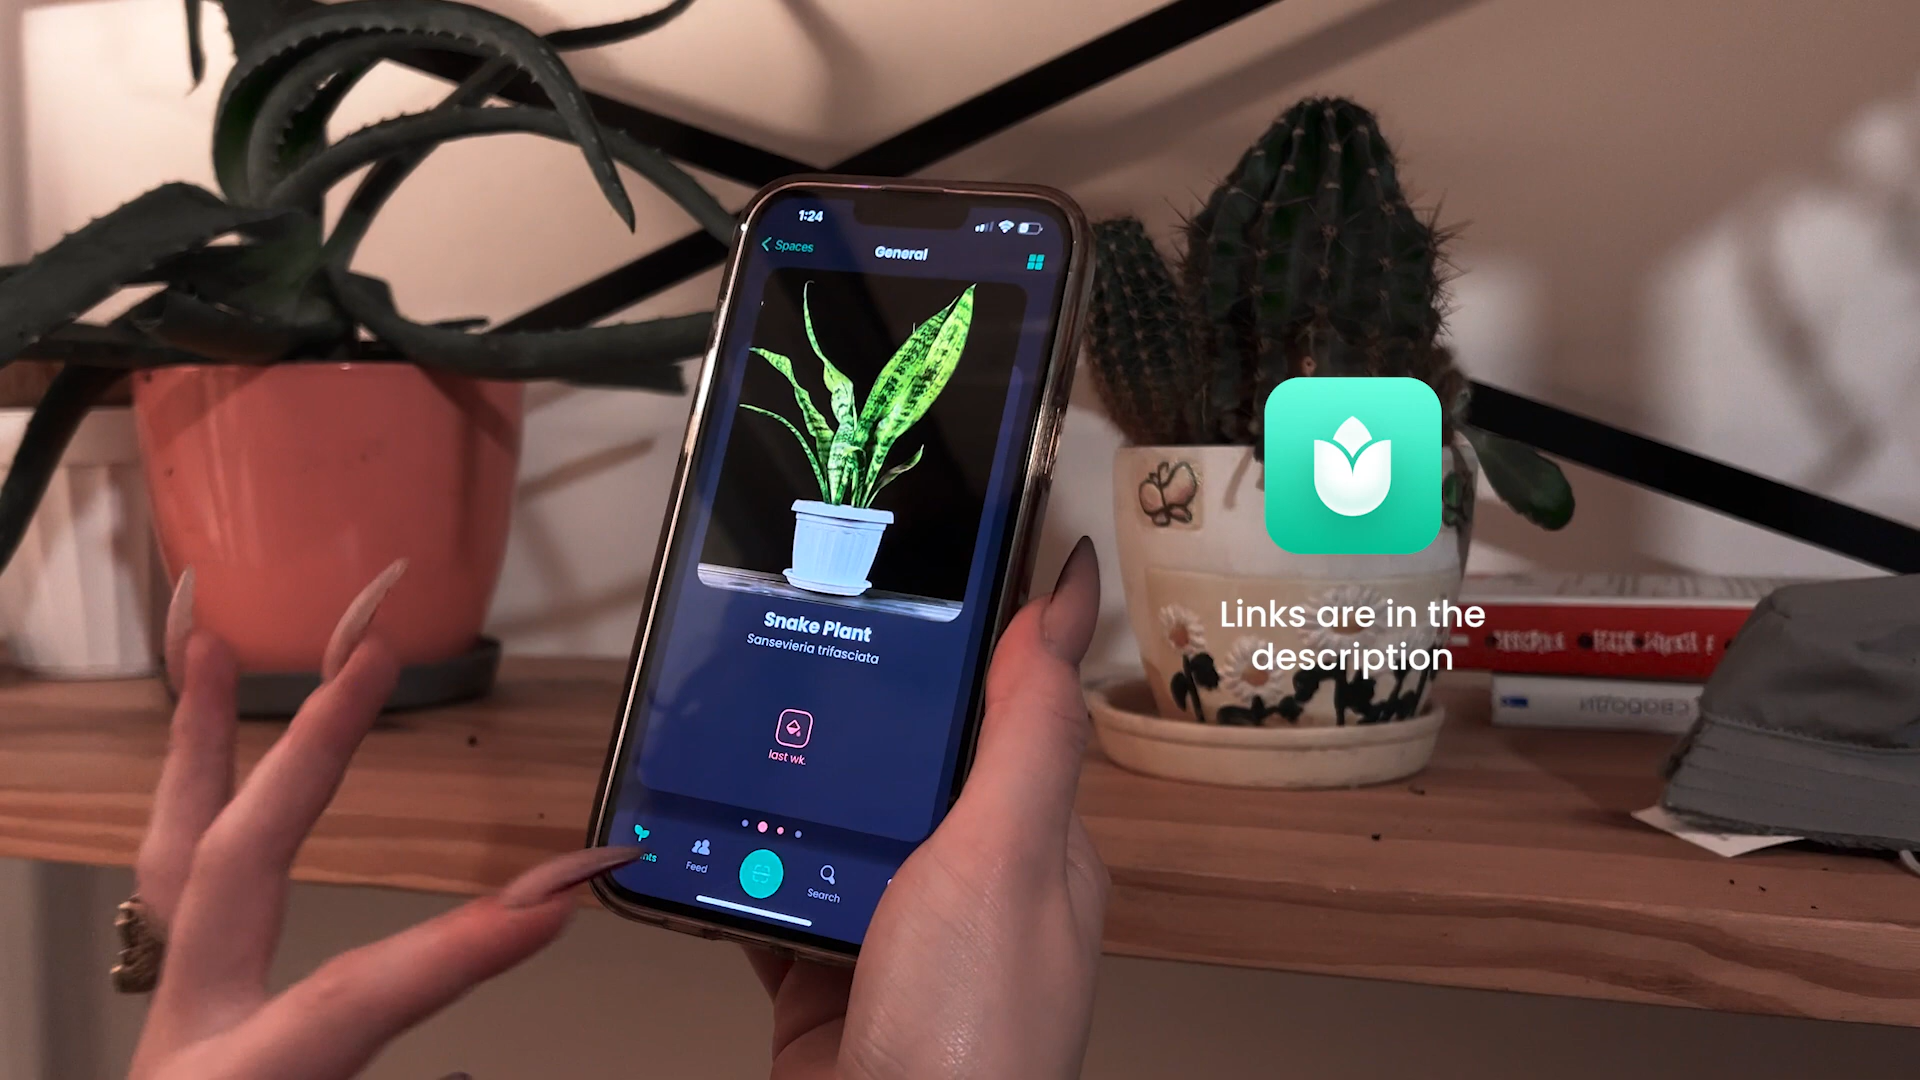 1:24
Spaces
General
Snake Plant
Sansevieria trifasciata
last wk.
Feed
Search
Links are in the
description